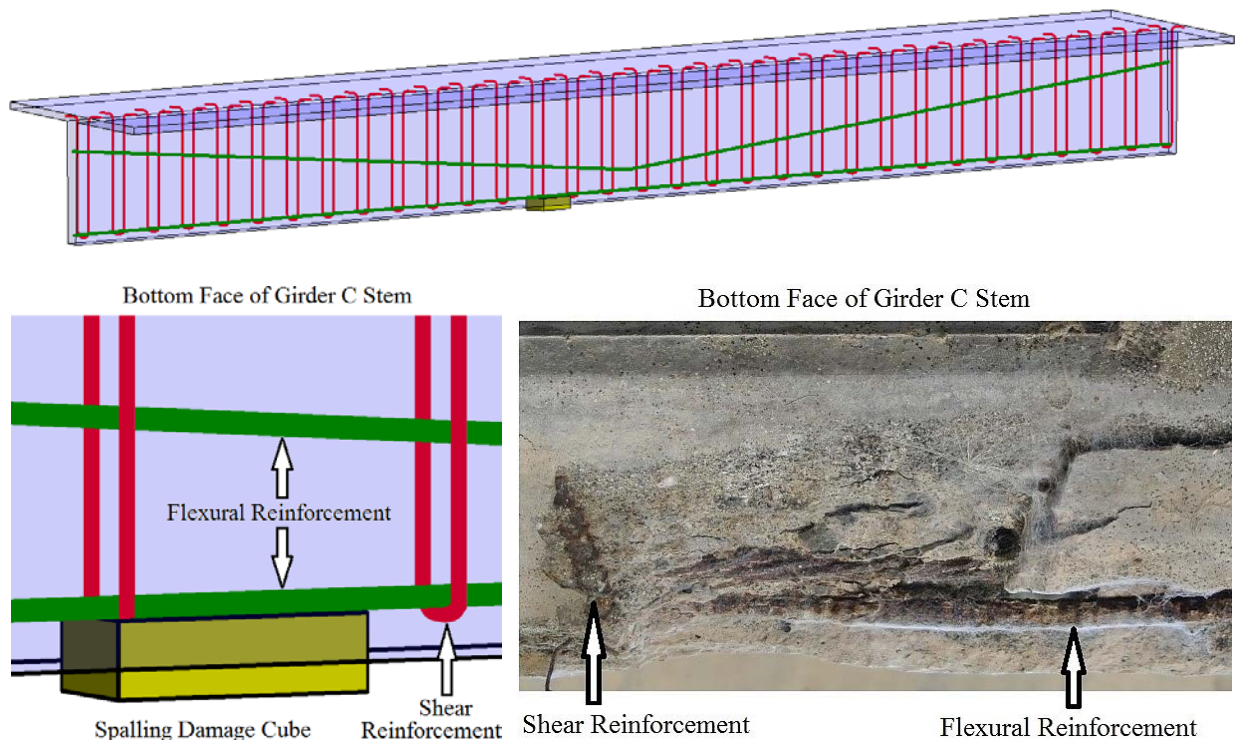 Bottom Face of Girder C Stem
Bottom Face of Girder C Stem
Flexural Reinforcement
Shear
Reinforcement
Spalling Damage Cube
Shear Reinforcement
Flexural Reinforcement